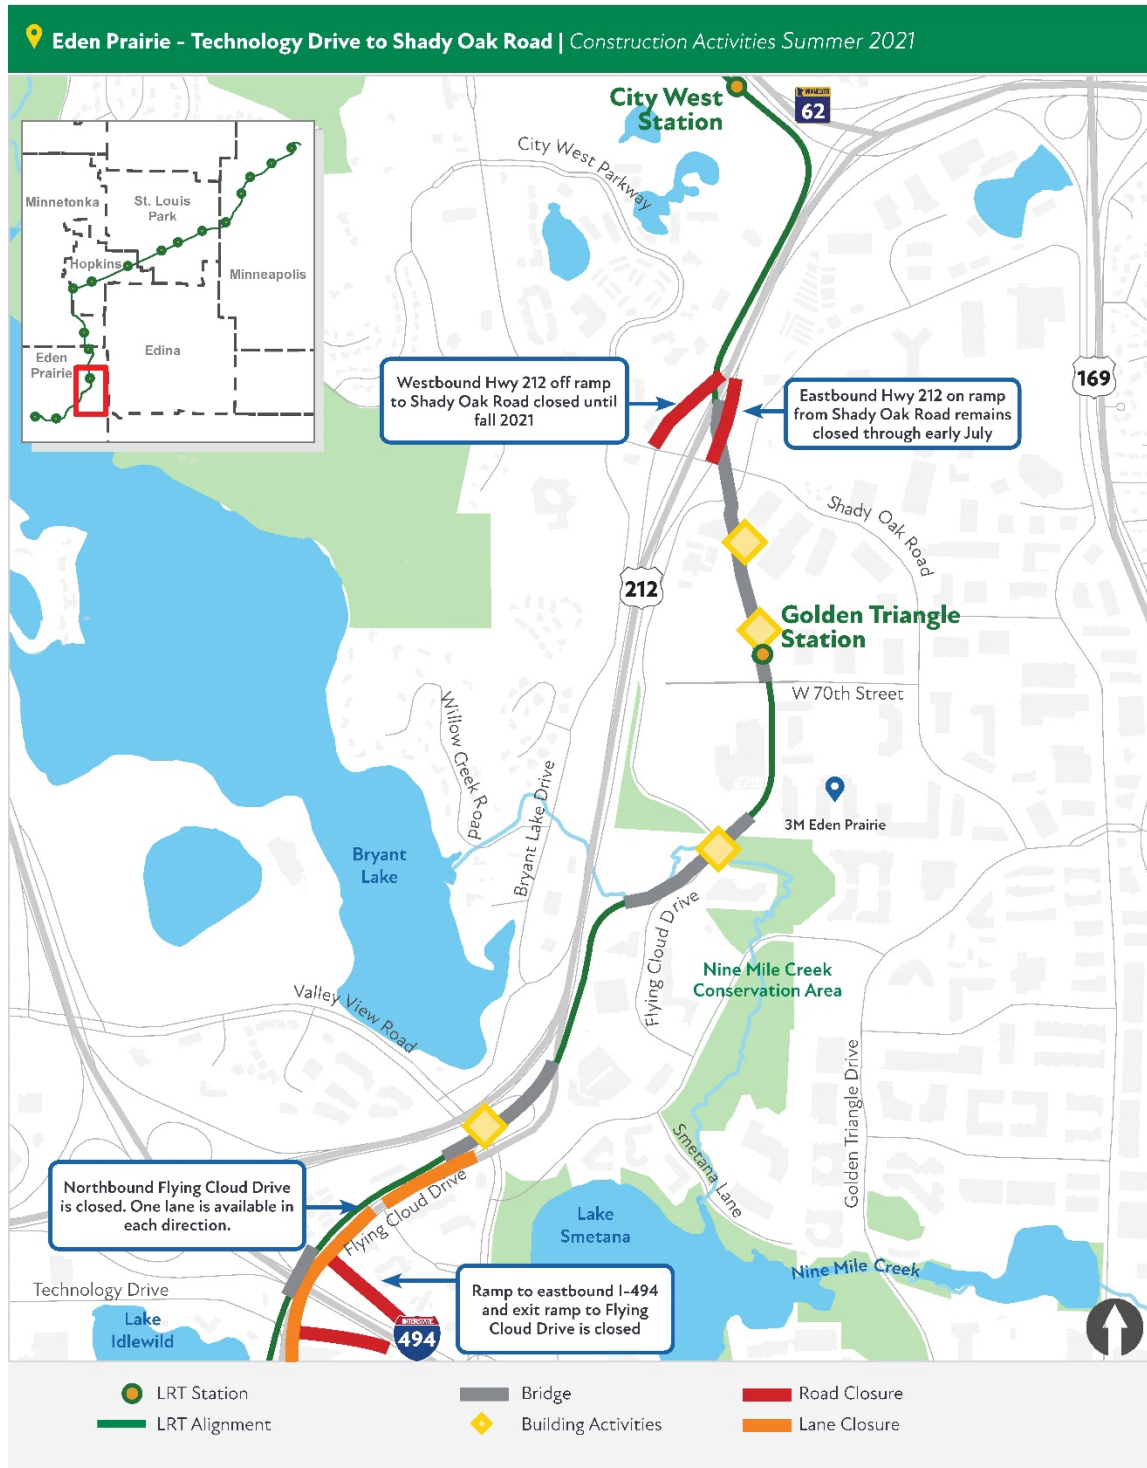 Eden Prairie - Technology Drive to Shady Oak Road | Construction Activities Summer 2021
City West
Station
MINNESOTA
62
City West Parkway
Minnetonka
St. Louis
Park
Hopkins
Minneapolis
Eden
Prairie
Edina
169
Westbound Hwy 212 off ramp
to Shady Oak Road closed until
fall 2021
Eastbound Hwy 212 on ramp
from Shady Oak Road remains
closed through early July
Shady Oak Road
212
Golden Triangle
Station
W 70th Street
Willow Creek Road
Bryant Lake Drive
3M Eden Prairie
Bryant
Lake
Flying Cloud Drive
Nine Mile Creek
Conservation Area
Valley View Road
Golden Triangle Drive
Smetana Lane
Northbound Flying Cloud Drive
is closed. One lane is available in
each direction.
Flying Cloud Drive
Lake
Smetana
Nine Mile Creek
Technology Drive
Ramp to eastbound I-494
and exit ramp to Flying
Cloud Drive is closed
Lake
Idlewild
INTERSTATE
494
LRT Station
Bridge
Road Closure
LRT Alignment
Building Activities
Lane Closure